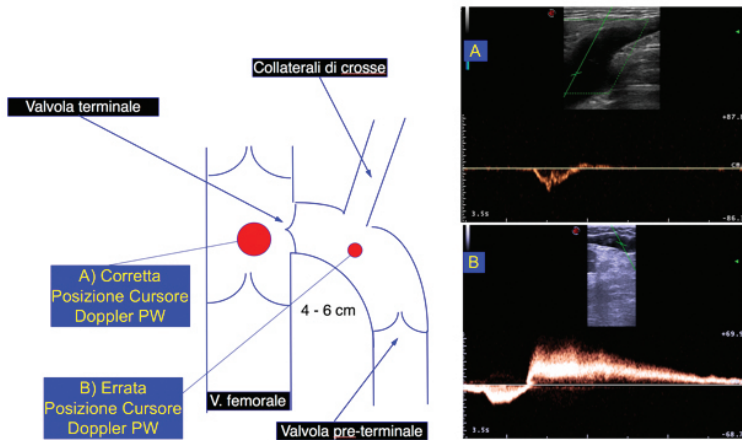 Collaterali di crosse
Valvola terminale
A) Corretta
Posizione Cursore
Doppler PW
4 - 6 cm
B) Errata
Posizione Cursore
Doppler PW
V. femorale
Valvola pre-terminale
A
+87.
3.5s
-86.
B
+69.9
3.5s
-68.